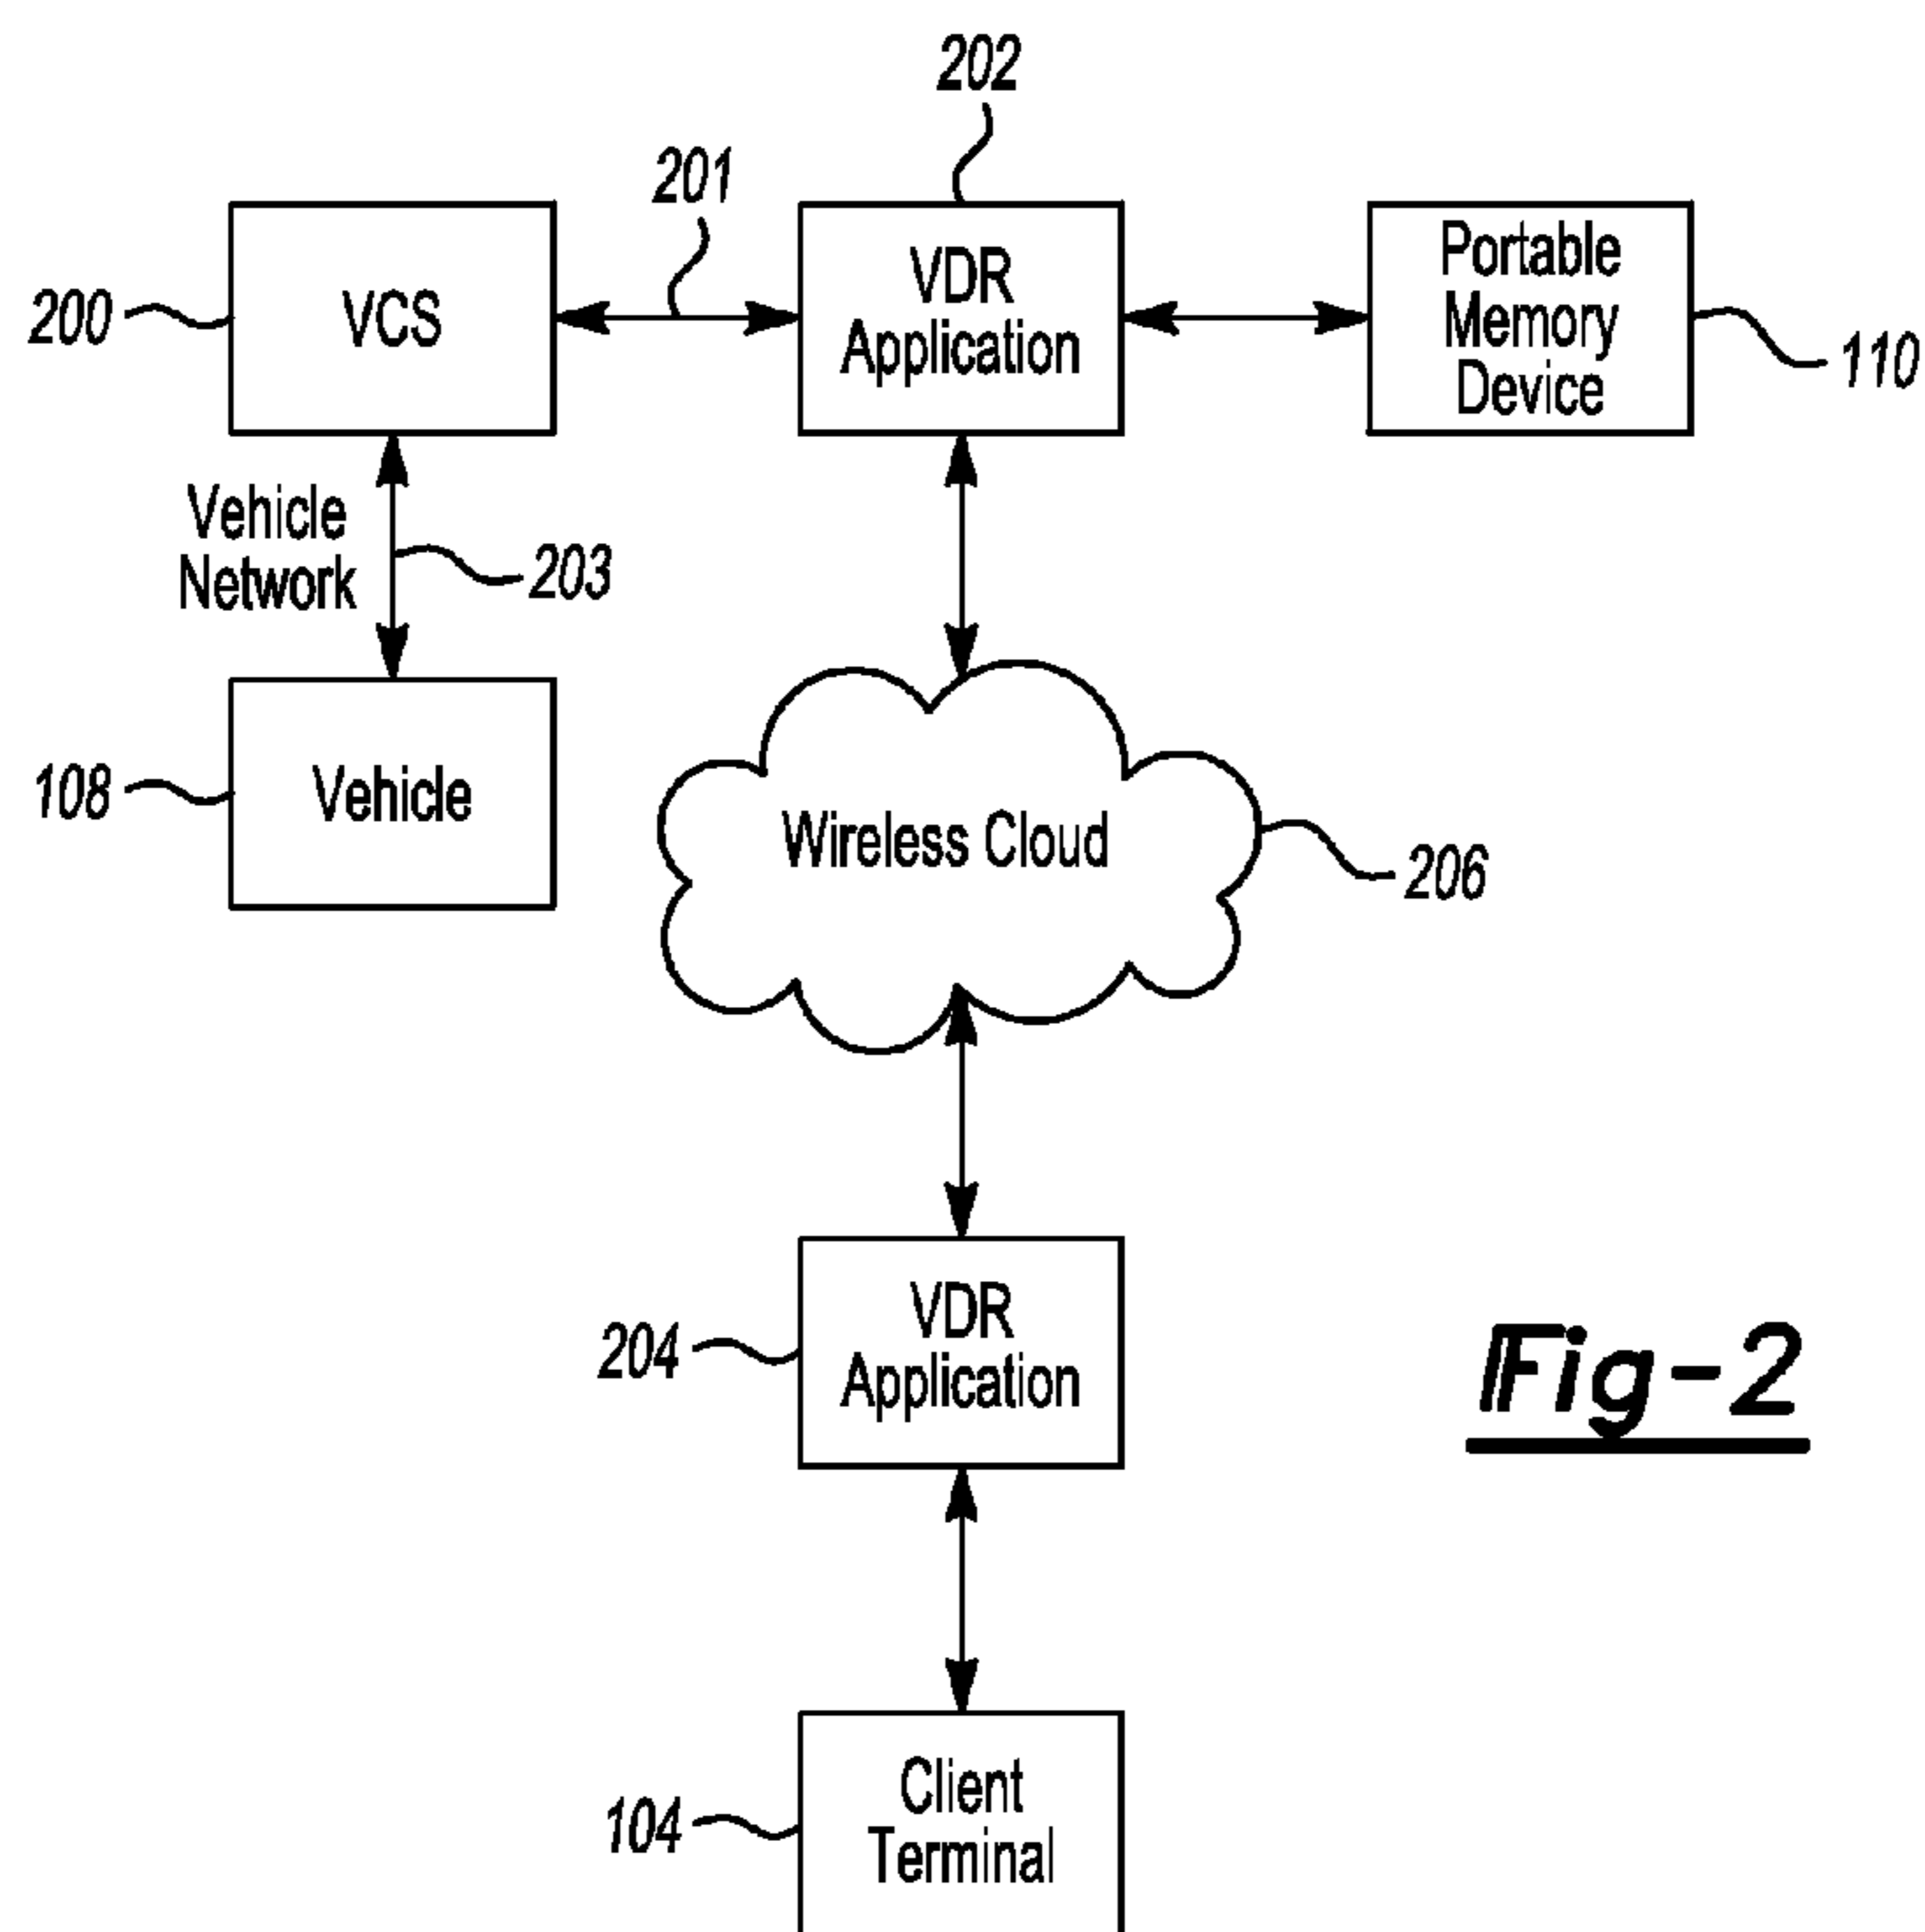 202
201
200
VCS
VDR
Application
Portable
Memory
Device
110
Vehicle
Network
203
108
Vehicle
Wireless Cloud
206
204
VDR
Application
Fig-2
104
Client
Terminal